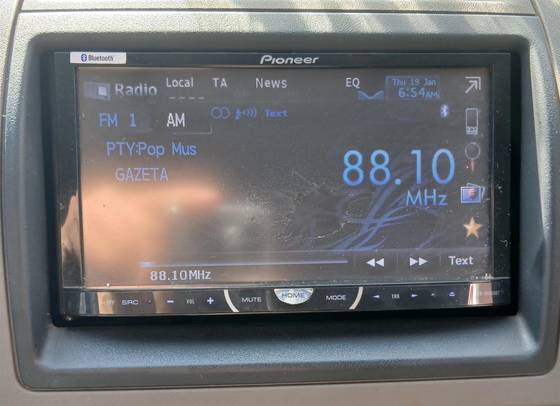 Bluetooth
Pioneer
Radio Local TA News EQ Thu 19 Jan
6:54AM
FM 1 AM Text
PTY:Pop Mus
GAZETA
88.10
MHz
88.10MHz
Text
SRC - VOL + MUTE HOME MODE TRK